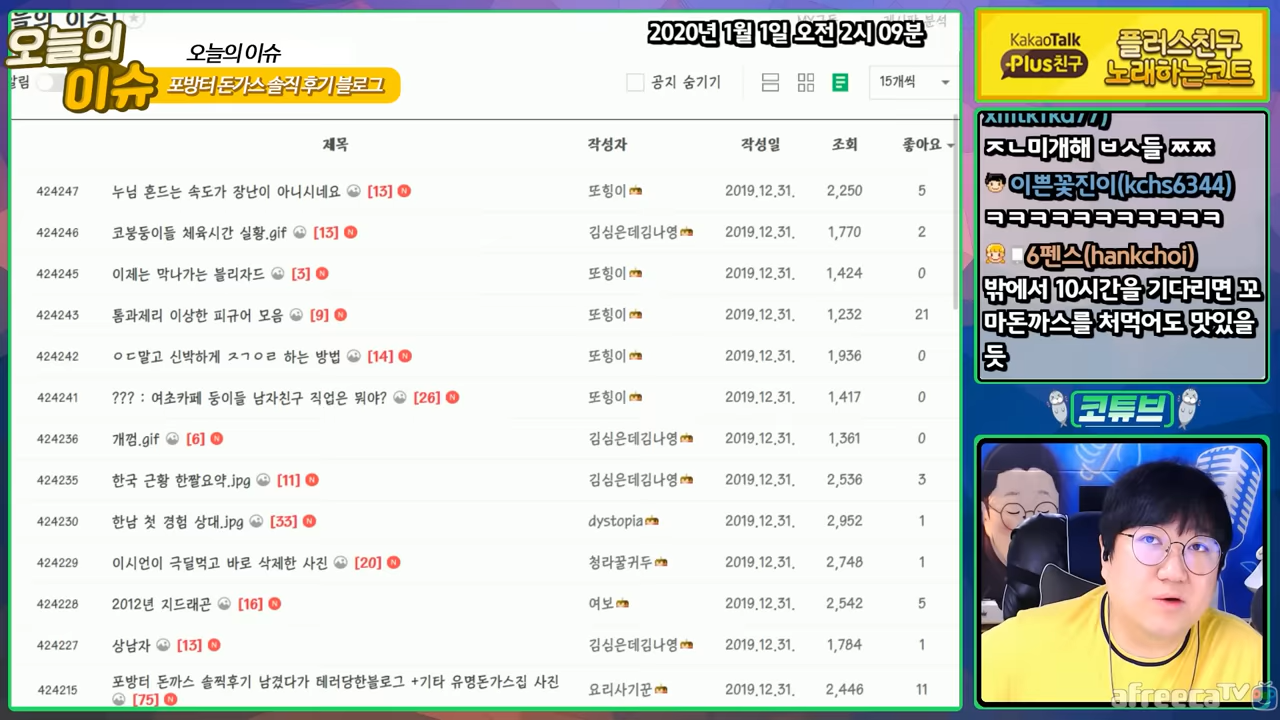 늘의 이슈
2020년 1월 1일 오전 2시 09분
오늘의
이슈
오늘의 이슈
포방터 돈가스 솔직 후기 블로그
알림
공지 숨기기
15개씩
제목 작성자 작성일 조회 좋아요
424247 누님 흔드는 속도가 장난이 아니시네요 [13] N 또힝이 2019.12.31. 2,250 5
424246 코붕둥이들 체육시간 실황.gif [13] N 김심은데김나영 2019.12.31. 1,770 2
424245 이제는 막나가는 블리자드 [3] N 또힝이 2019.12.31. 1,424 0
424243 통과제리 이상한 피규어 모음 [9] N 또힝이 2019.12.31. 1,232 21
424242 ㅇㄷ말고 신박하게 ㅈㄱㅇㄹ 하는 방법 [14] N 또힝이 2019.12.31. 1,936 0
424241 ??? : 여초카페 둥이들 남자친구 직업은 뭐야? [26] N 또힝이 2019.12.31. 1,417 0
424236 개껌.gif [6] N 김심은데김나영 2019.12.31. 1,361 0
424235 한국 근황 한짤요약.jpg [11] N 김심은데김나영 2019.12.31. 2,536 3
424230 한남 첫 경험 상대.jpg [33] N dystopia 2019.12.31. 2,952 1
424229 이시언이 극딜먹고 바로 삭제한 사진 [20] N 청라꿀귀두 2019.12.31. 2,748 1
424228 2012년 지드래곤 [16] N 여보 2019.12.31. 2,542 5
424227 상남자 [13] N 김심은데김나영 2019.12.31. 1,784 1
424215 포방터 돈까스 솔찍후기 남겼다가 테러당한블로그 +기타 유명돈가스집 사진 [75] N 요리사기꾼 2019.12.31. 2,446 11
KakaoTalk
Plus친구
플러스친구
노래하는코트
ㅈㄴ미개해 ㅂㅅ들 ㅉㅉ
이쁜꽃진이(kchs6344)
ㅋㅋㅋㅋㅋㅋㅋㅋㅋㅋㅋ
6펜스(hankchoi)
밖에서 10시간을 기다리면 꼬
마돈까스를 처먹어도 맛있을
듯
코튜브
afreecaTV